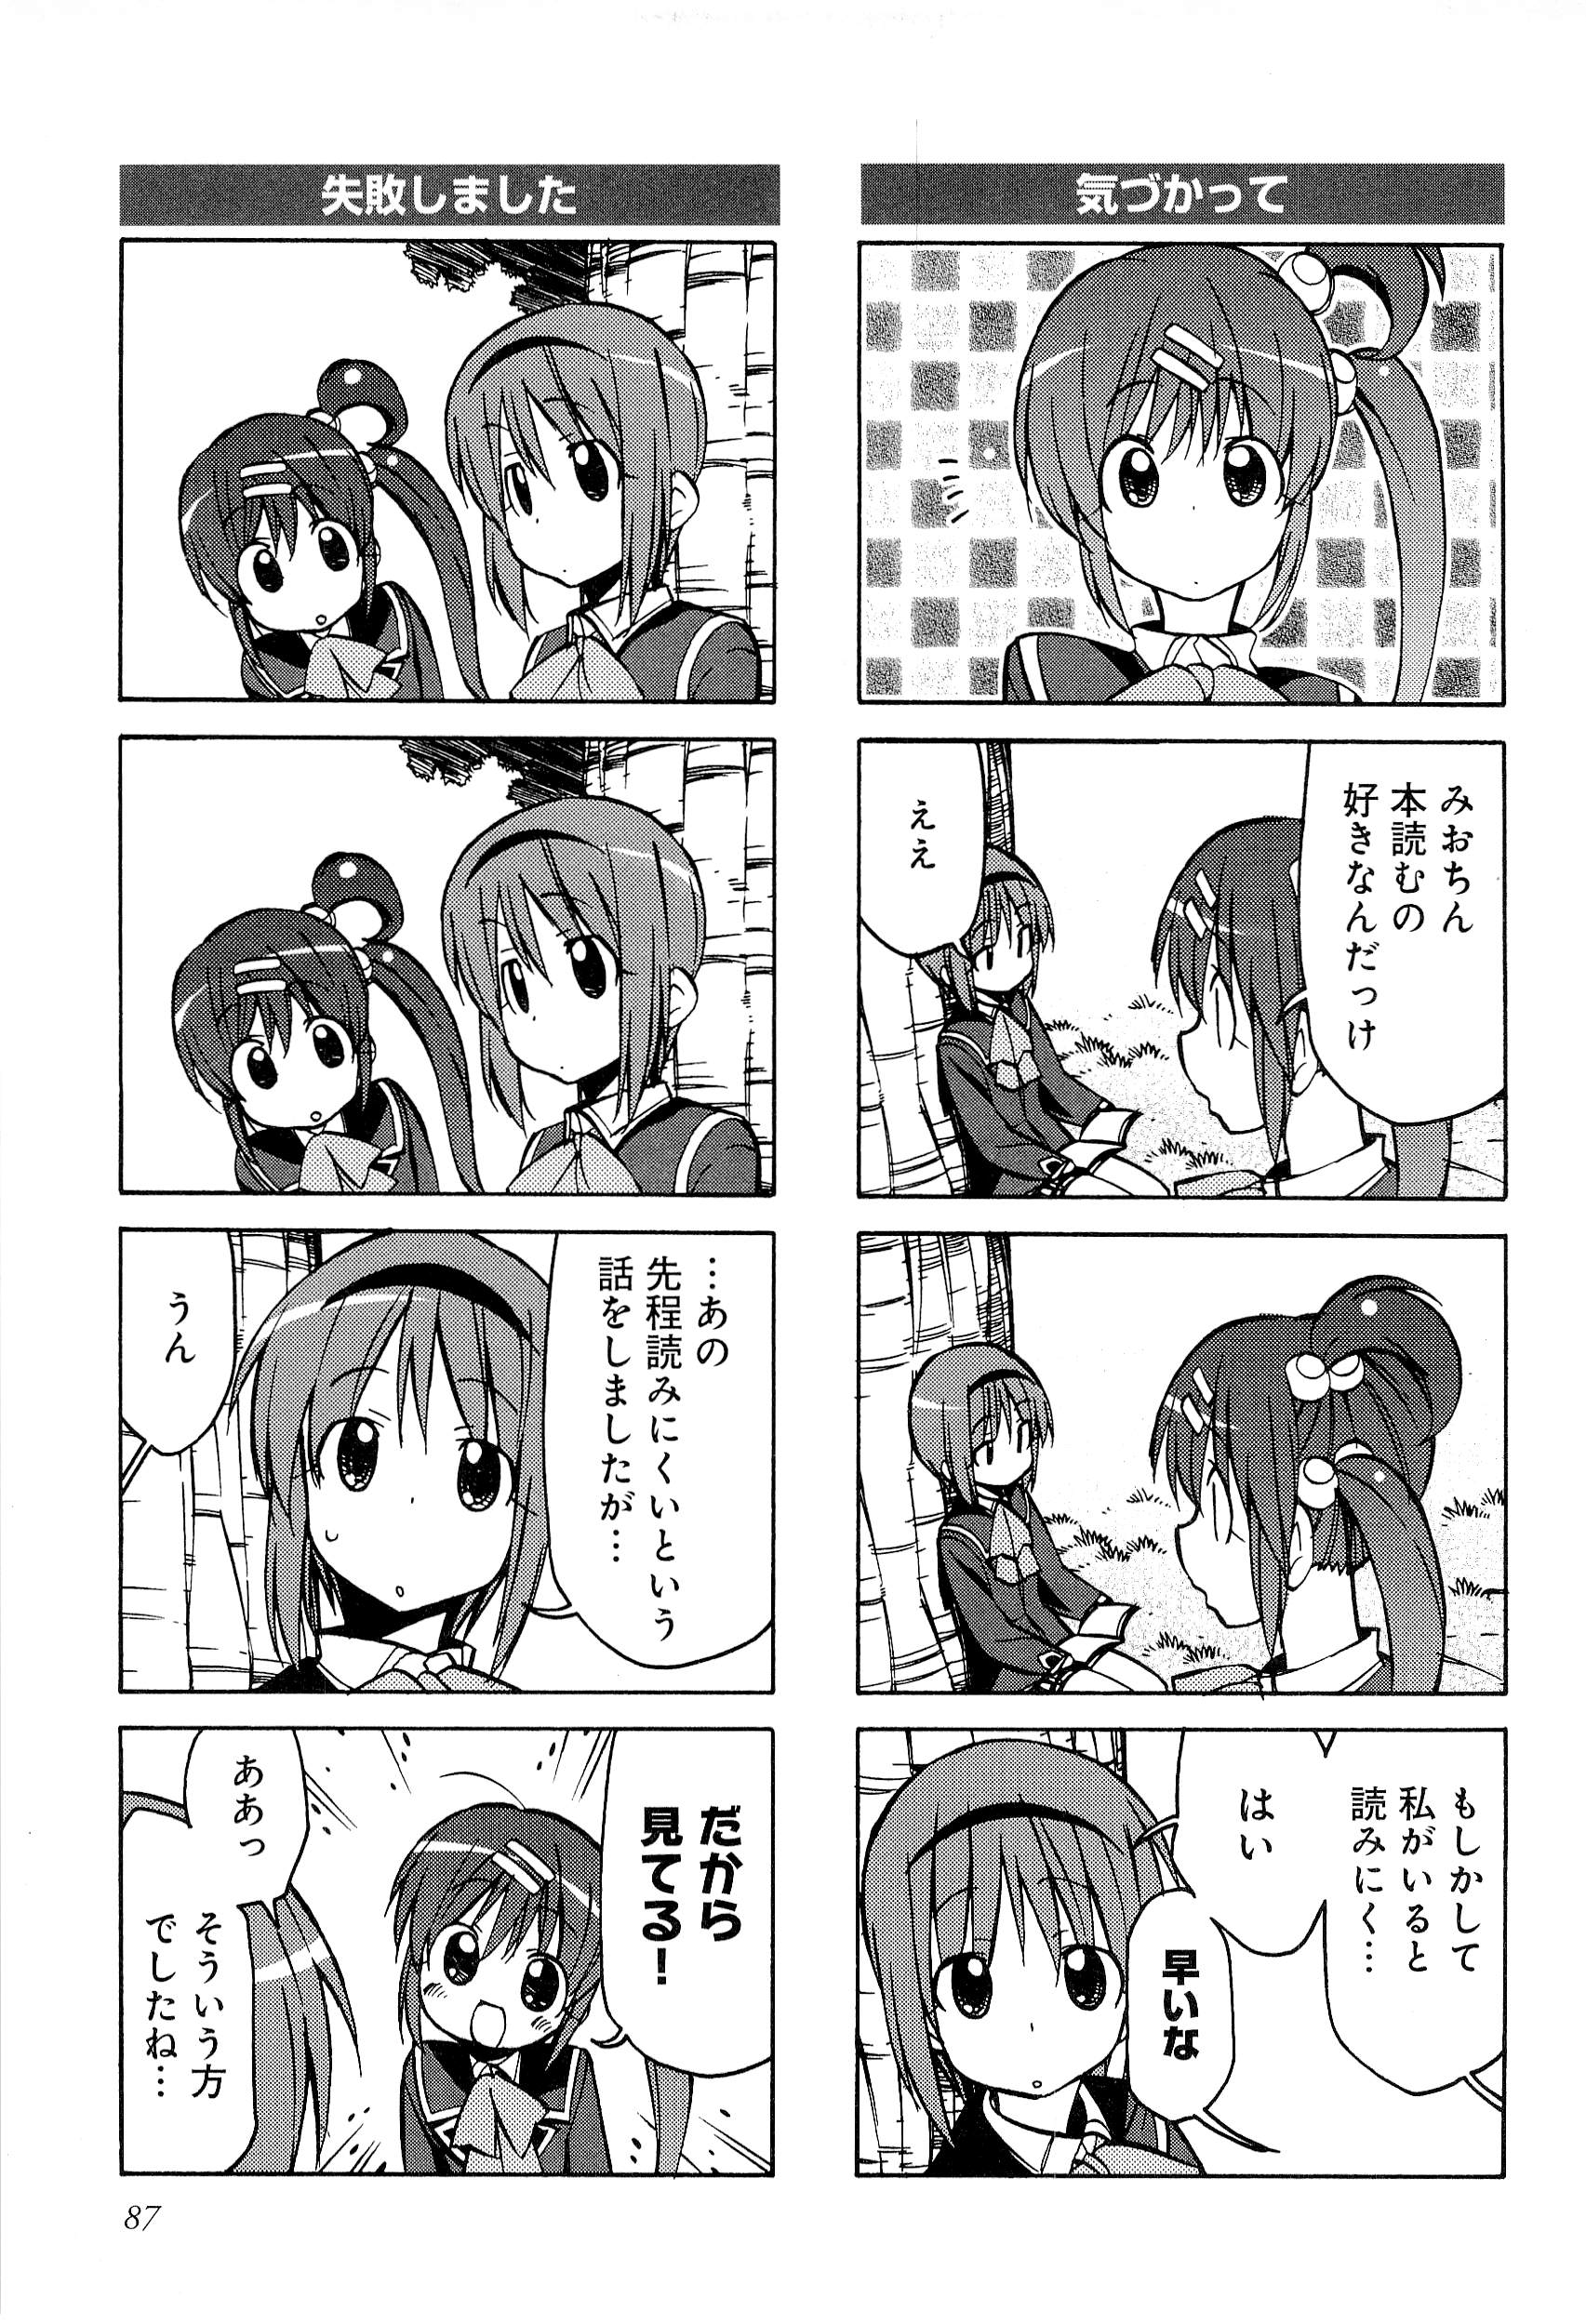 気づかって
みおちん
本読むの
好きなんだっけ
ええ
もしかして
私がいると
読みにく…
はい
早いな
失敗しました
…あの
先程読みにくいという
話をしましたが…
うん
だから
見てる！
ああっ
そういう方
でしたね…
87